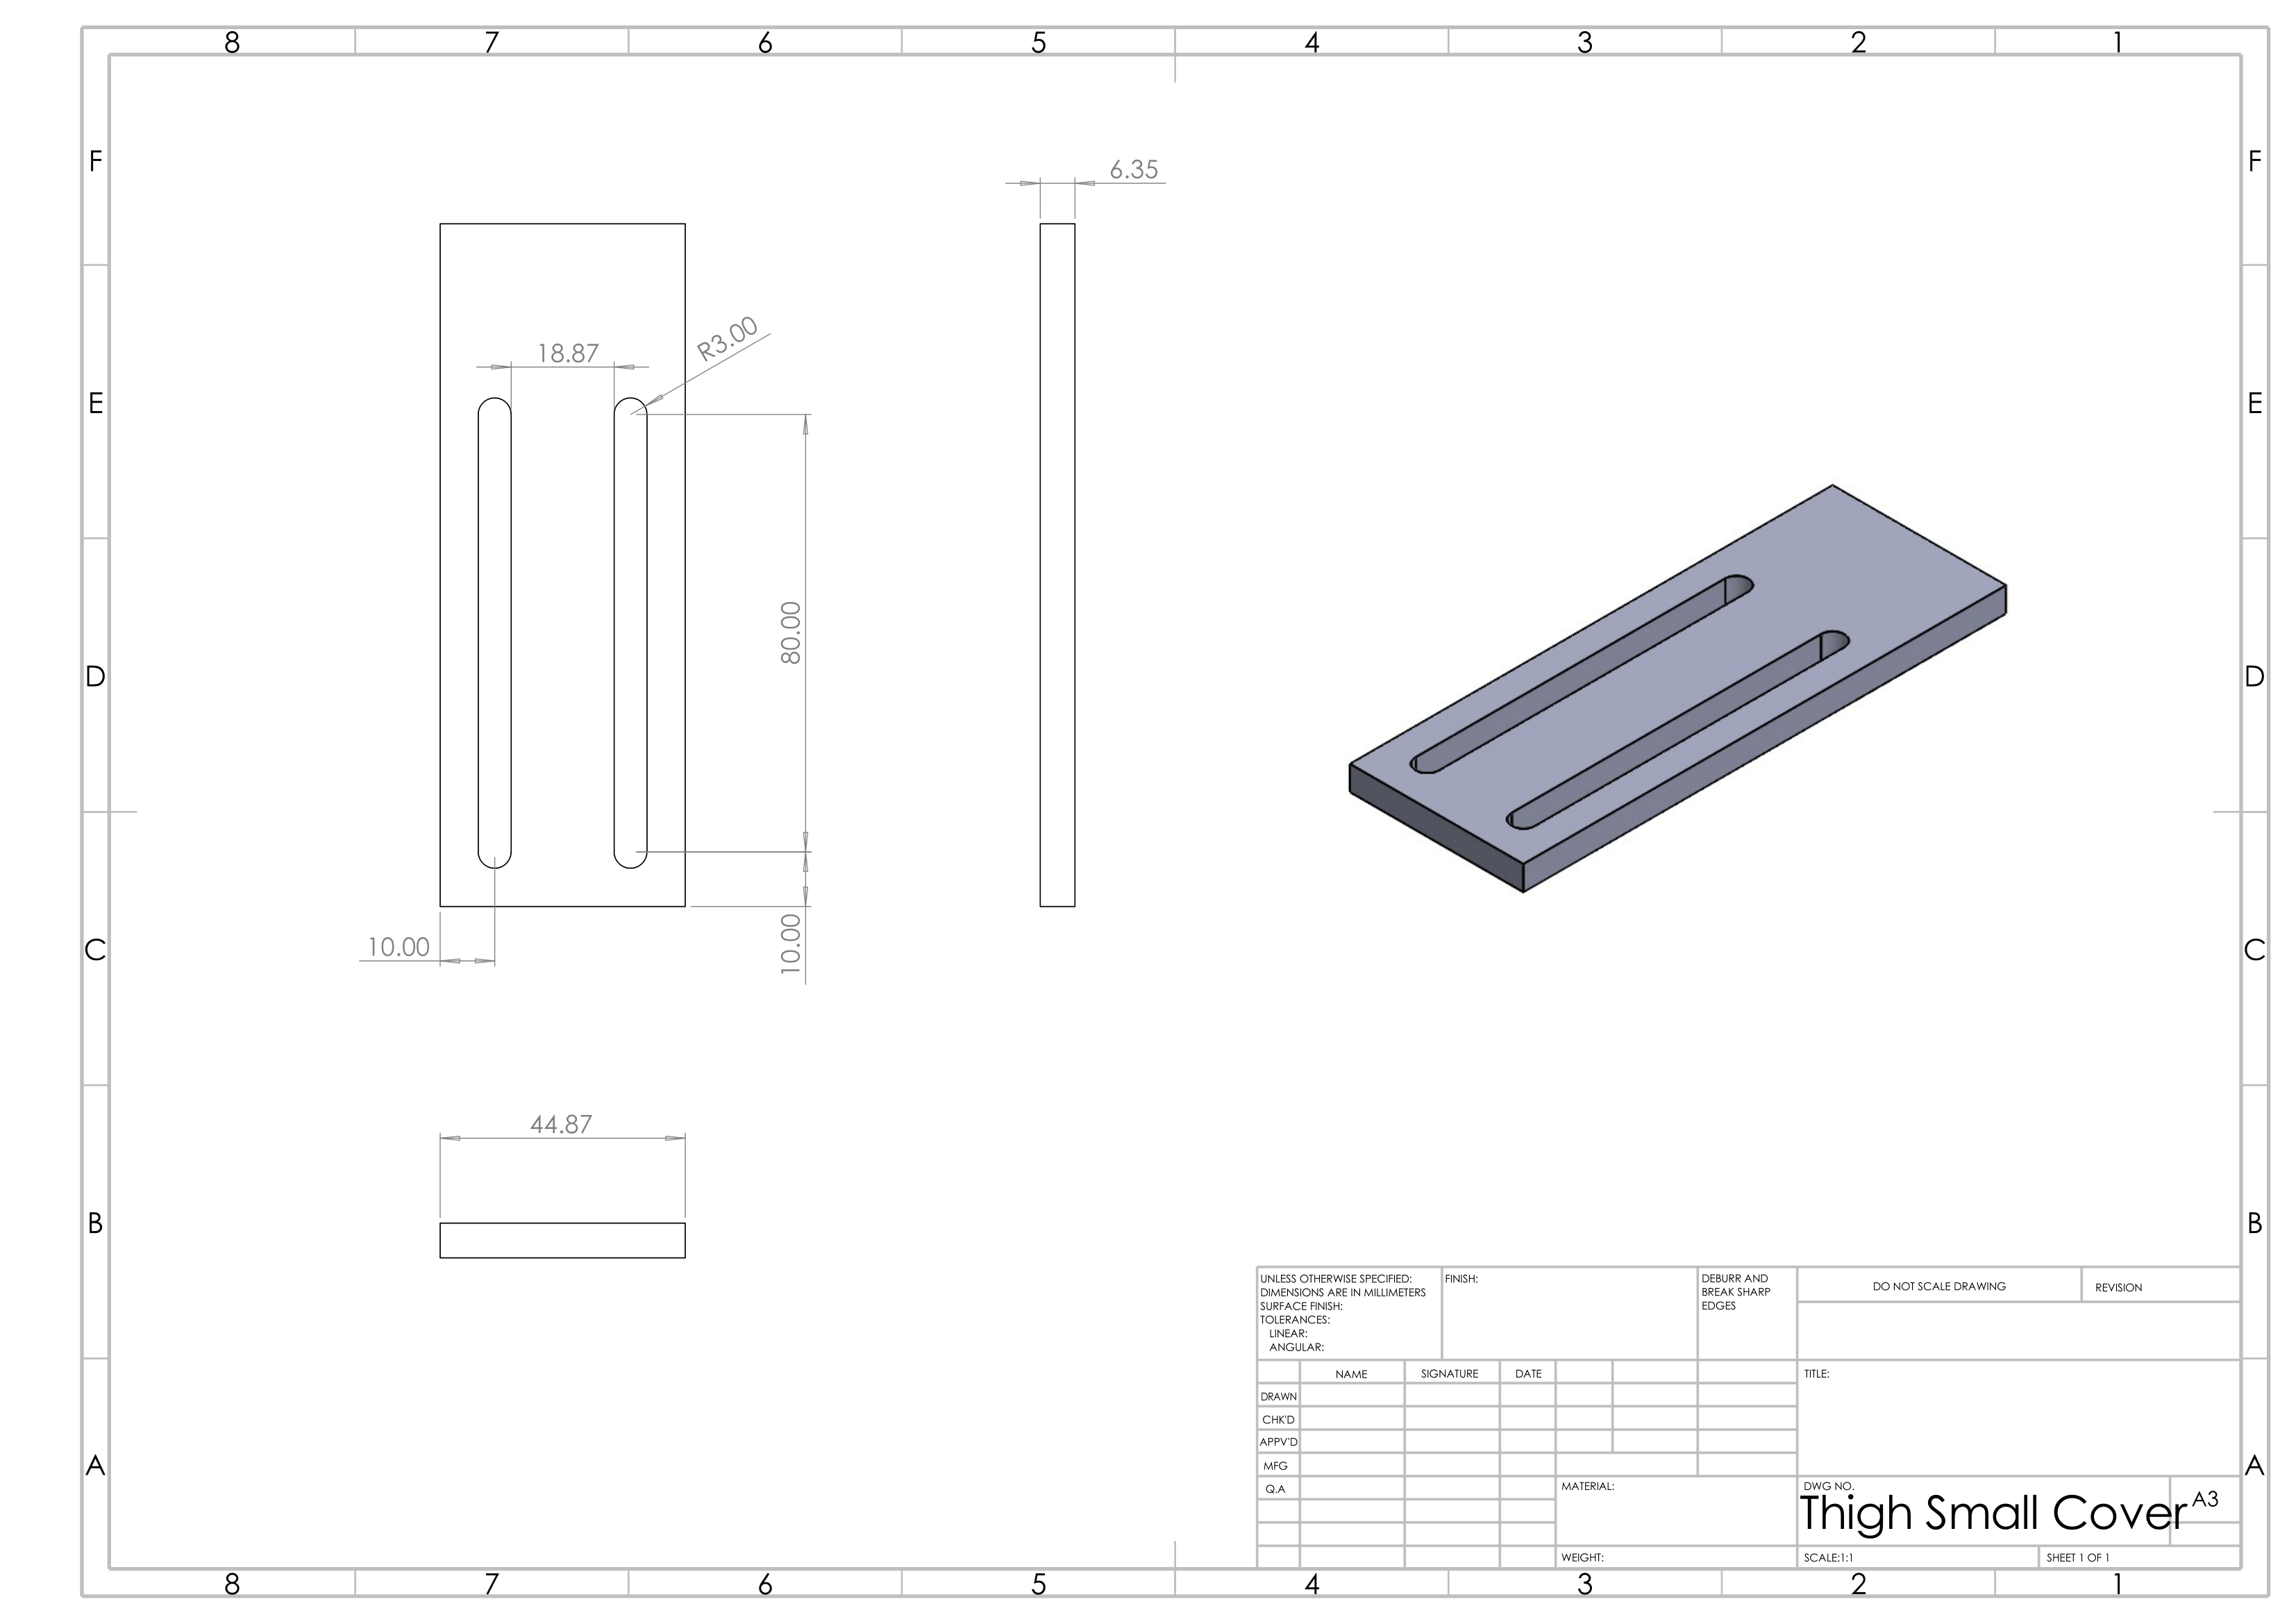 8 7 6 5 4 3 2 1
F F
6.35
18.87
R3.00
E E
80.00
D D
10.00
10.00
C C
44.87
B B
UNLESS OTHERWISE SPECIFIED:
DIMENSIONS ARE IN MILLIMETERS
SURFACE FINISH:
TOLERANCES:
LINEAR:
ANGULAR:
FINISH:
DEBURR AND
BREAK SHARP
EDGES
DO NOT SCALE DRAWING
REVISION
NAME SIGNATURE DATE
TITLE:
DRAWN
CHK'D
APPV'D
MFG
Q.A
A A
MATERIAL:
DWG NO.
Thigh Small Cover
A3
WEIGHT:
SCALE:1:1
SHEET 1 OF 1
8 7 6 5 4 3 2 1